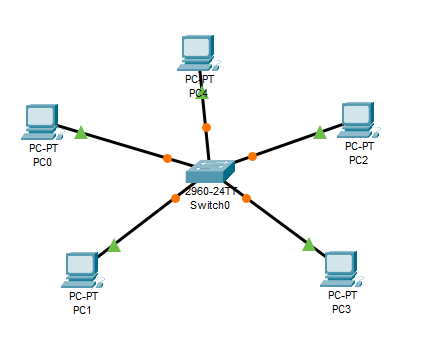 PC-PT
PC4
PC-PT
PC0
PC-PT
PC2
2960-24TT
Switch0
PC-PT
PC1
PC-PT
PC3